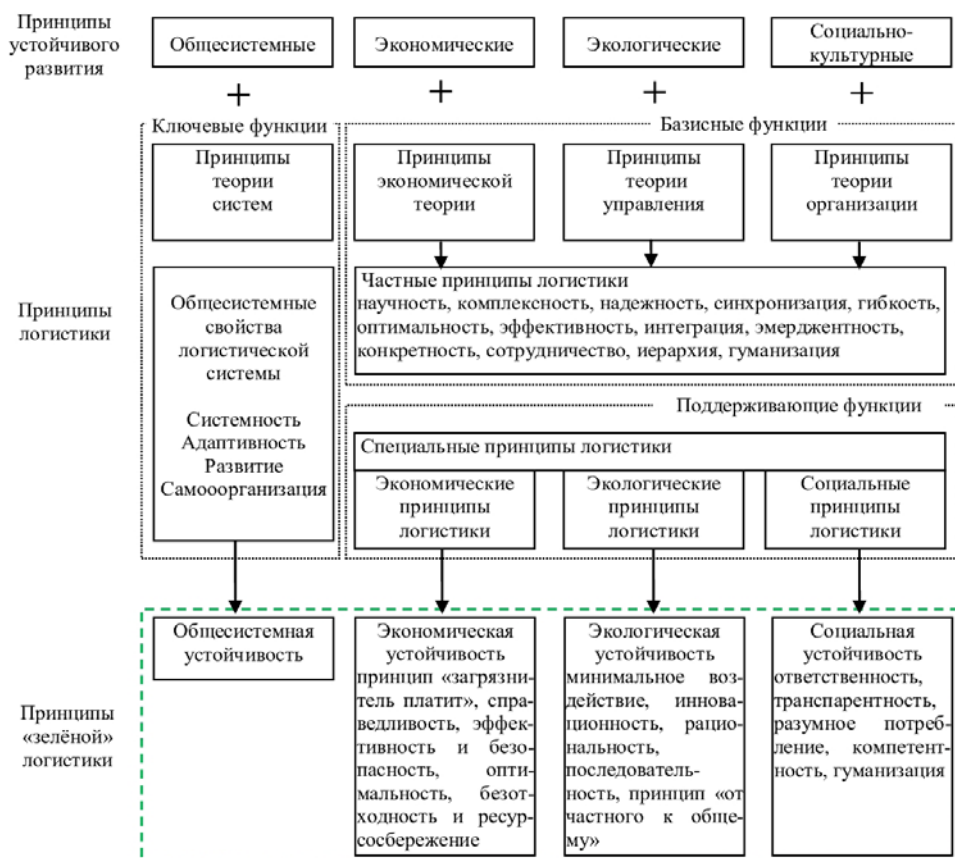 Принципы
устойчивого
развития
Общесистемные
Экономические
Экологические
Социально-
культурные
+
+
+
+
Ключевые функции
Базисные функции
Принципы
теории
систем
Принципы
экономической
теории
Принципы
теории
управления
Принципы
теории
организации
Принципы
логистики
Общесистемные
свойства
логистической
системы
Системность
Адаптивность
Развитие
Самооорганизация
Частные принципы логистики
научность, комплексность, надежность, синхронизация, гибкость,
оптимальность, эффективность, интеграция, эмерджентность,
конкретность, сотрудничество, иерархия, гуманизация
Поддерживающие функции
Специальные принципы логистики
Экономические
принципы
логистики
Экологические
принципы
логистики
Социальные
принципы
логистики
Принципы
«зелёной»
логистики
Общесистемная
устойчивость
Экономическая
устойчивость
принцип «загрязни-
тель платит», спра-
ведливость, эффек-
тивность и безо-
пасность, опти-
мальность, безот-
ходность и ресур-
сосбережение
Экологическая
устойчивость
минимальное воз-
действие, иннова-
ционность, рацио-
нальность,
последователь-
ность, принцип «от
частного к обще-
му»
Социальная
устойчивость
ответственность,
транспарентность,
разумное потреб-
ление, компетент-
ность, гуманизация